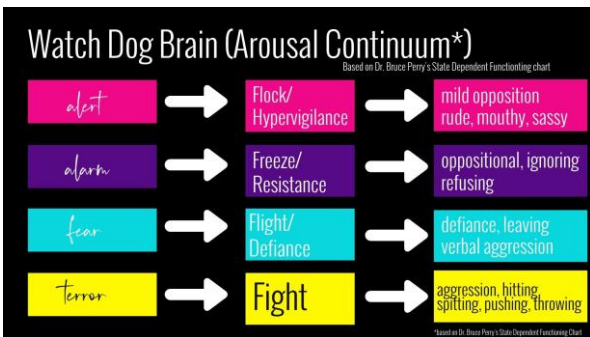 Watch Dog Brain (Arousal Continuum*)
Based on Dr. Bruce Perry's State Dependent Functionting chart
alert
Flock/
Hypervigilance
mild opposition
rude, mouthy, sassy
alarm
Freeze/
Resistance
oppositional, ignoring
refusing
fear
Flight/
Defiance
defiance, leaving
verbal aggression
terror
Fight
aggression, hitting
spitting, pushing, throwing
*based on Dr. Bruce Perry's State Dependent Functioning Chart